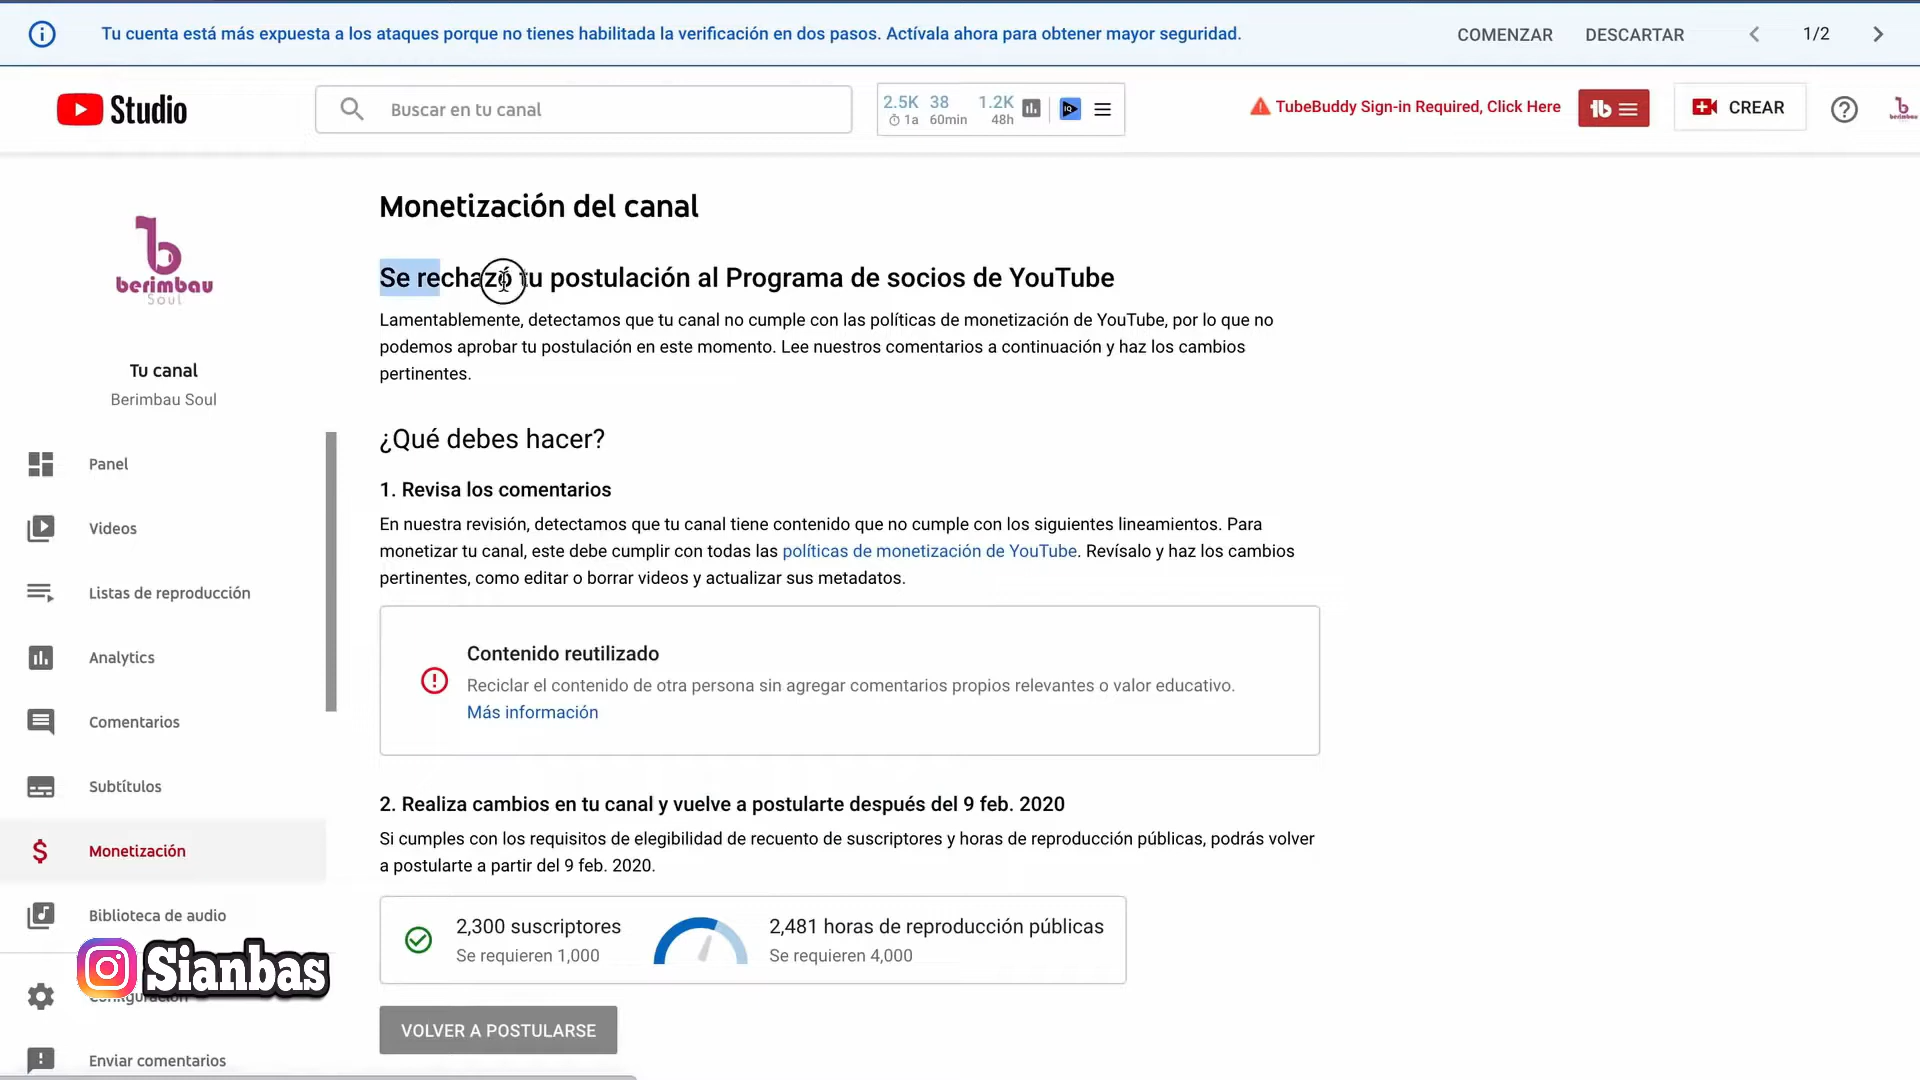 Tu cuenta está más expuesta a los ataques porque no tienes habilitada la verificación en dos pasos. Actívala ahora para obtener mayor seguridad.
COMENZAR
DESCARTAR
1/2
Studio
Buscar en tu canal
2.5K 38 1.2K
1a 60min 48h
IQ
TubeBuddy Sign-in Required, Click Here
tb
CREAR
berimbau
berimbau
Soul
Tu canal
Berimbau Soul
Panel
Videos
Listas de reproducción
Analytics
Comentarios
Subtítulos
Monetización
Biblioteca de audio
Sianbas
Configuración
Enviar comentarios
Monetización del canal
Se rechazó tu postulación al Programa de socios de YouTube
Lamentablemente, detectamos que tu canal no cumple con las políticas de monetización de YouTube, por lo que no
podemos aprobar tu postulación en este momento. Lee nuestros comentarios a continuación y haz los cambios
pertinentes.
¿Qué debes hacer?
1. Revisa los comentarios
En nuestra revisión, detectamos que tu canal tiene contenido que no cumple con los siguientes lineamientos. Para
monetizar tu canal, este debe cumplir con todas las políticas de monetización de YouTube. Revísalo y haz los cambios
pertinentes, como editar o borrar videos y actualizar sus metadatos.
Contenido reutilizado
Reciclar el contenido de otra persona sin agregar comentarios propios relevantes o valor educativo.
Más información
2. Realiza cambios en tu canal y vuelve a postularte después del 9 feb. 2020
Si cumples con los requisitos de elegibilidad de recuento de suscriptores y horas de reproducción públicas, podrás volver
a postularte a partir del 9 feb. 2020.
2,300 suscriptores
Se requieren 1,000
2,481 horas de reproducción públicas
Se requieren 4,000
VOLVER A POSTULARSE